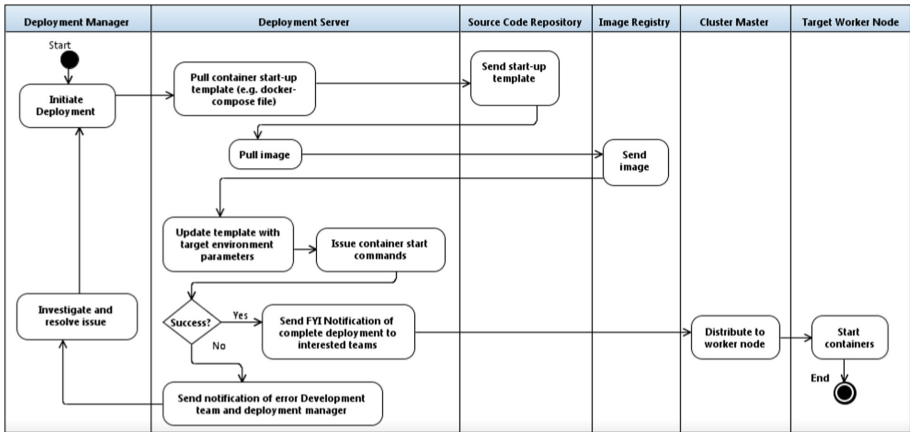 Deployment Manager
Deployment Server
Source Code Repository
Image Registry
Cluster Master
Target Worker Node
Start
Initiate
Deployment
Pull container start-up
template (e.g. docker-
compose file)
Send start-up
template
Pull image
Send
image
Update template with
target environment
parameters
Issue container start
commands
Investigate and
resolve issue
Success?
Yes
No
Send FYI Notification of
complete deployment to
interested teams
Distribute to
worker node
Start
containers
End
Send notification of error Development
team and deployment manager